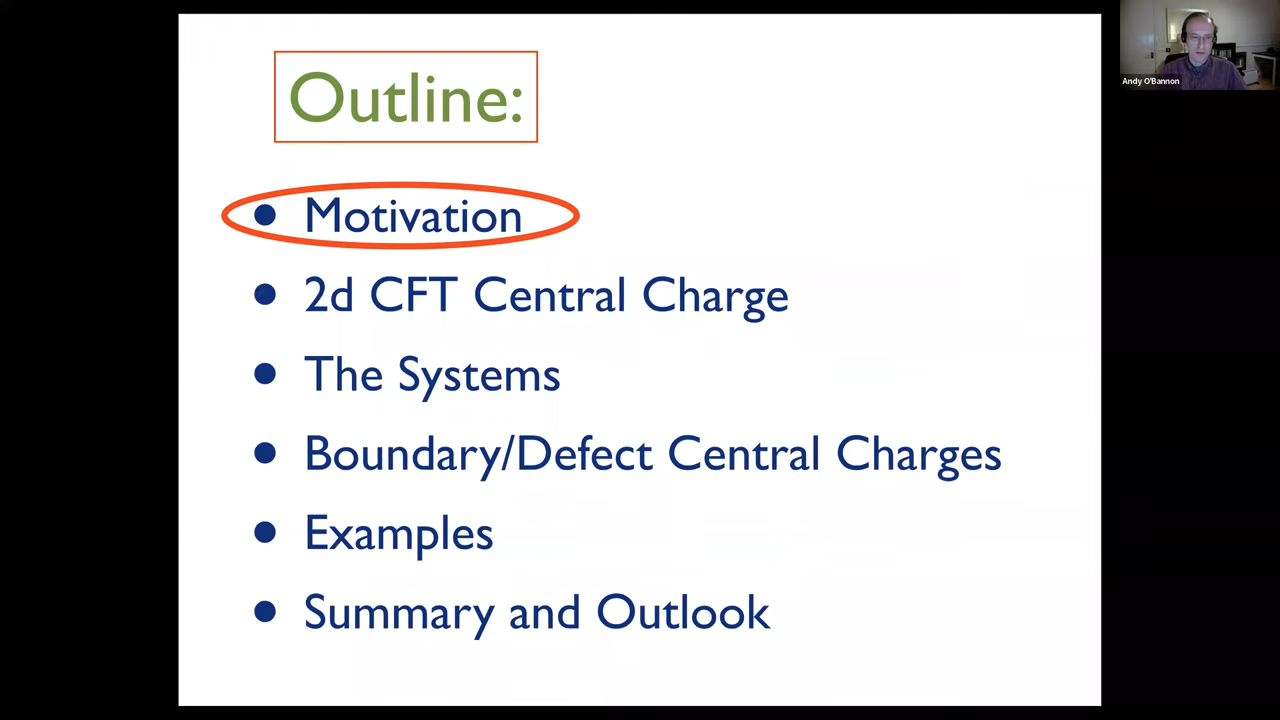 Outline:
• Motivation
• 2d CFT Central Charge
• The Systems
• Boundary/Defect Central Charges
• Examples
• Summary and Outlook
Andy O'Bannon